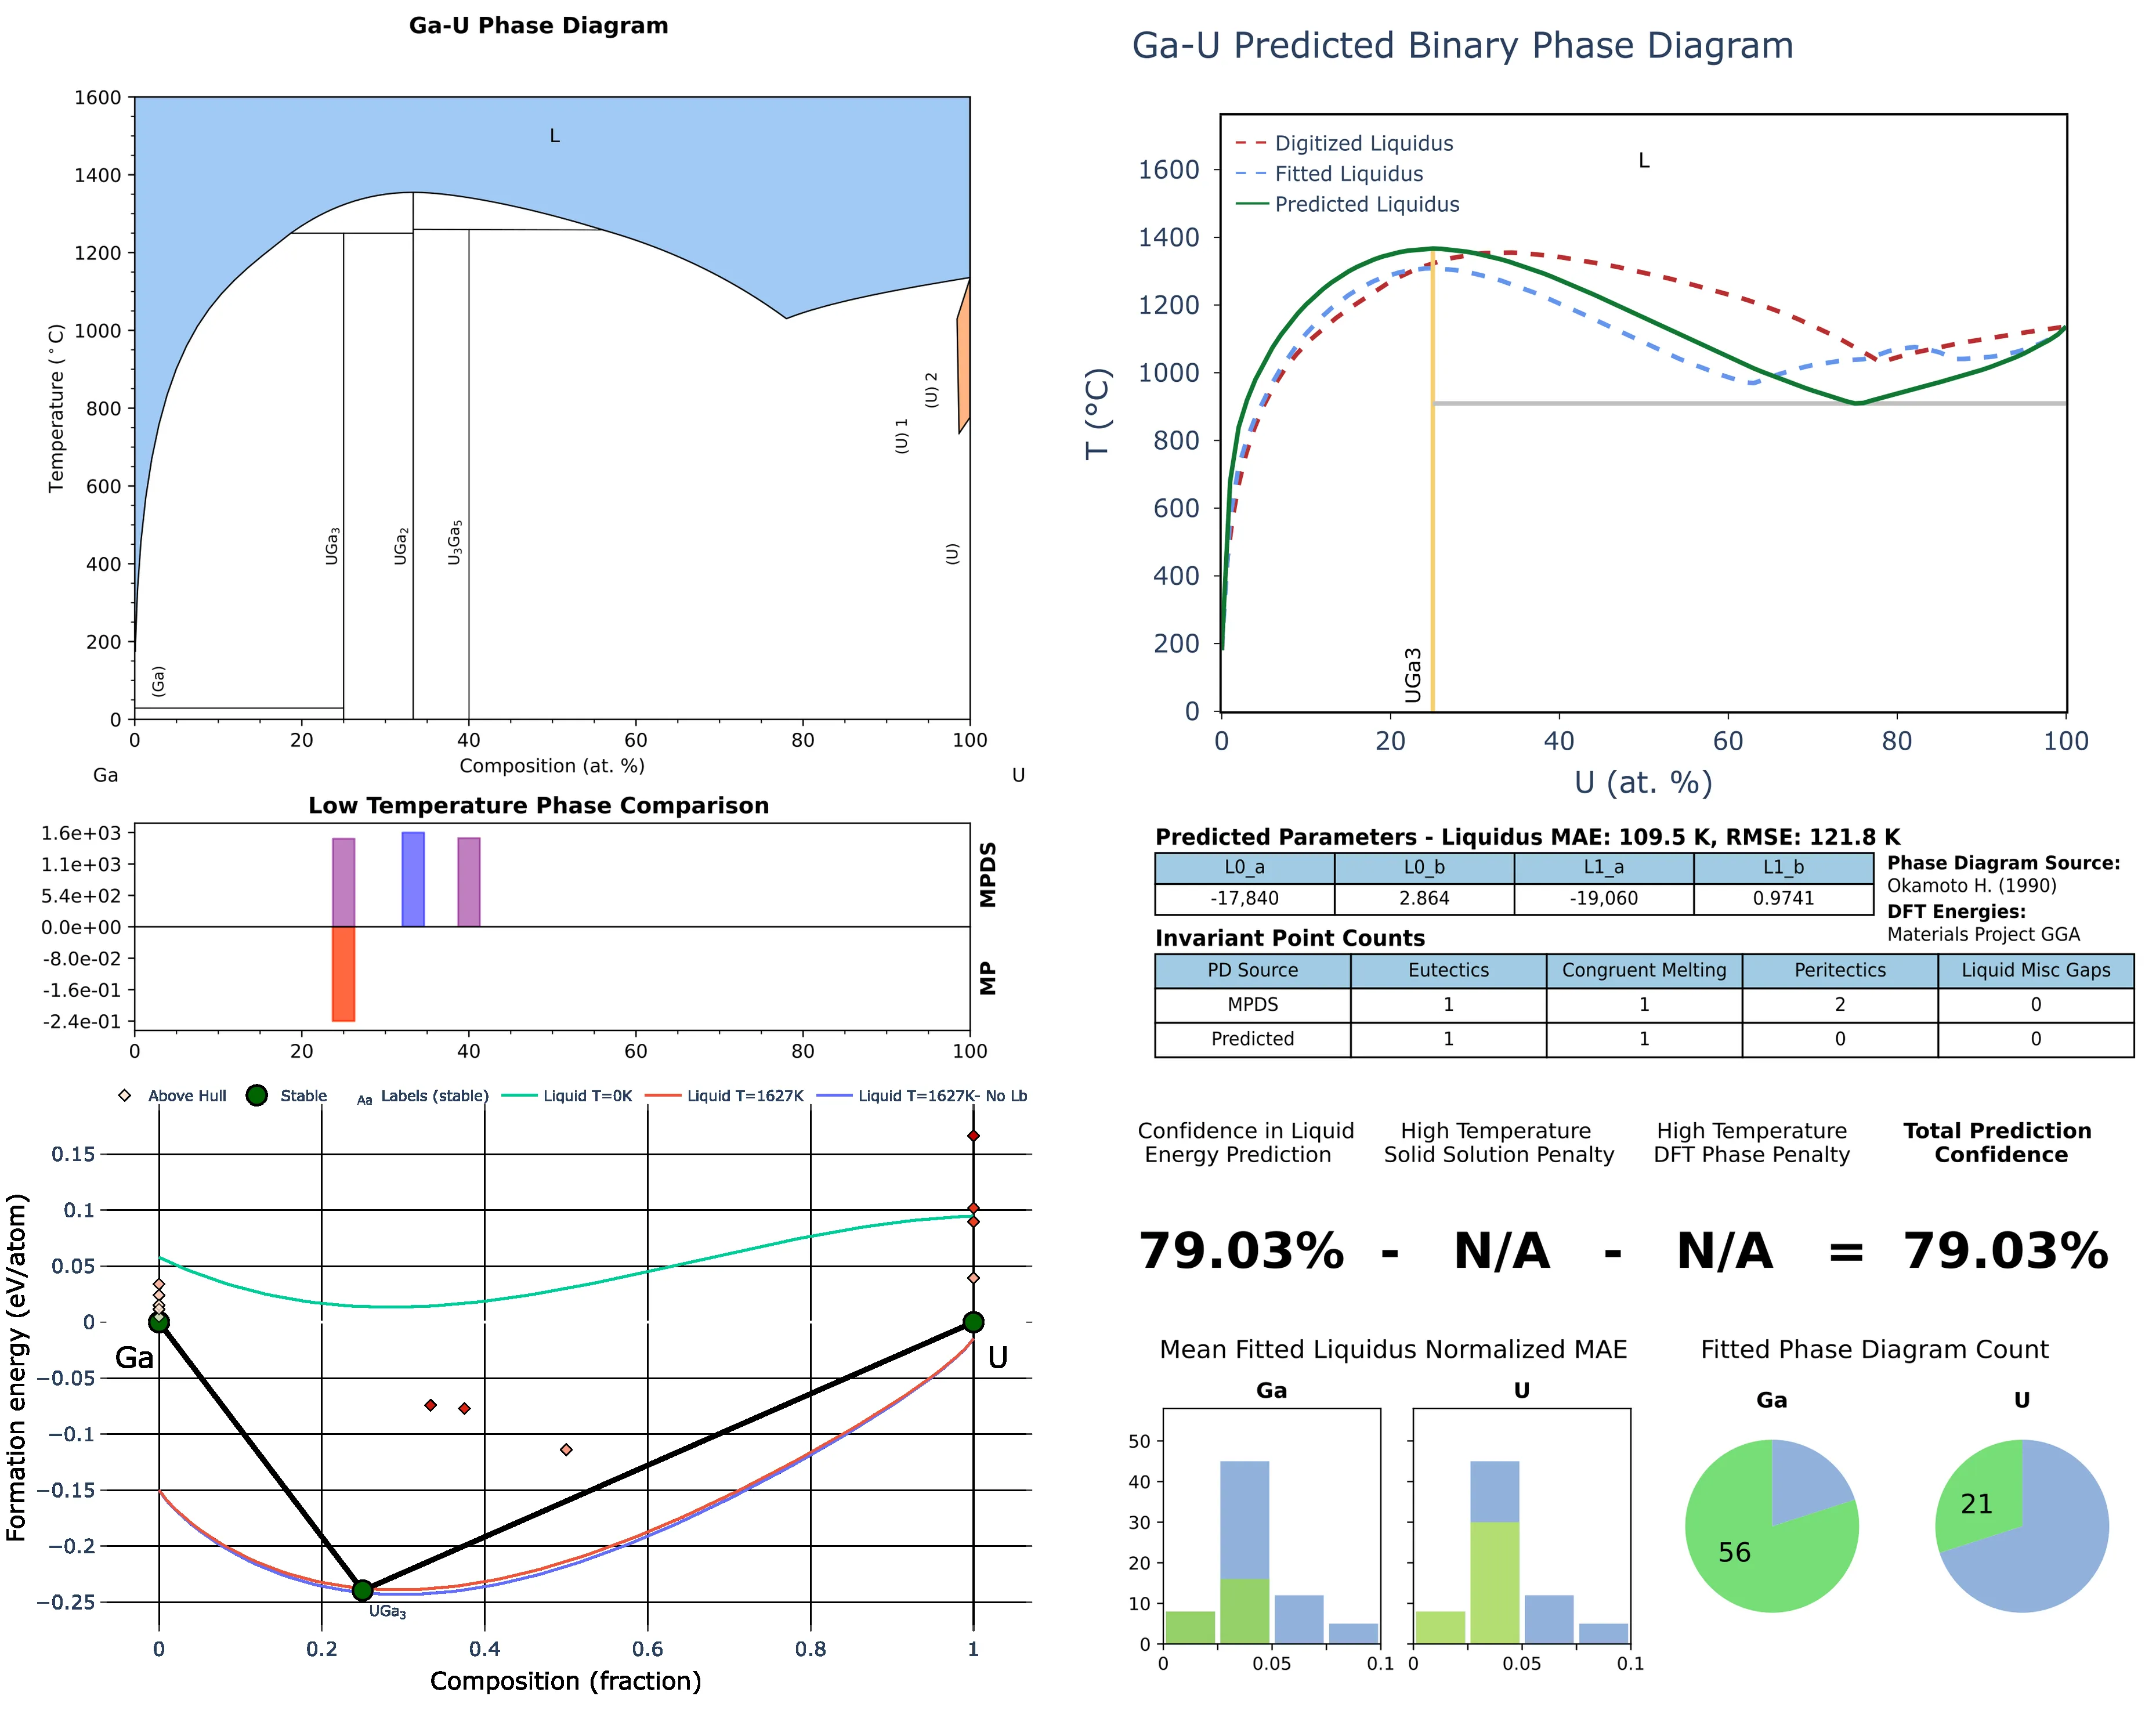 Ga-U Phase Diagram
1600
1400
1200
1000
800
600
400
200
0
Temperature (°C)
L
UGa3
UGa2
U3Ga5
(Ga)
(U) 1
(U) 2
(U)
0 20 40 60 80 100
Composition (at. %)
Ga U
Low Temperature Phase Comparison
1.6e+03
1.1e+03
5.4e+02
0.0e+00
-8.0e-02
-1.6e-01
-2.4e-01
MPDS
MP
0 20 40 60 80 100
Above Hull Stable Aa Labels (stable) Liquid T=0K Liquid T=1627K Liquid T=1627K- No Lb
0.15
0.1
0.05
0
−0.05
−0.1
−0.15
−0.2
−0.25
Formation energy (eV/atom)
Ga U
UGa3
0 0.2 0.4 0.6 0.8 1
Composition (fraction)
Ga-U Predicted Binary Phase Diagram
Digitized Liquidus
Fitted Liquidus
Predicted Liquidus
L
1600
1400
1200
1000
800
600
400
200
0
T (°C)
UGa3
0 20 40 60 80 100
U (at. %)
Predicted Parameters - Liquidus MAE: 109.5 K, RMSE: 121.8 K
L0_a L0_b L1_a L1_b
-17,840 2.864 -19,060 0.9741
Phase Diagram Source:
Okamoto H. (1990)
DFT Energies:
Materials Project GGA
Invariant Point Counts
PD Source Eutectics Congruent Melting Peritectics Liquid Misc Gaps
MPDS 1 1 2 0
Predicted 1 1 0 0
Confidence in Liquid
Energy Prediction
High Temperature
Solid Solution Penalty
High Temperature
DFT Phase Penalty
Total Prediction
Confidence
79.03% - N/A - N/A = 79.03%
Mean Fitted Liquidus Normalized MAE
Ga U
50
40
30
20
10
0
0 0.05 0.1 0 0.05 0.1
Fitted Phase Diagram Count
Ga U
56 21